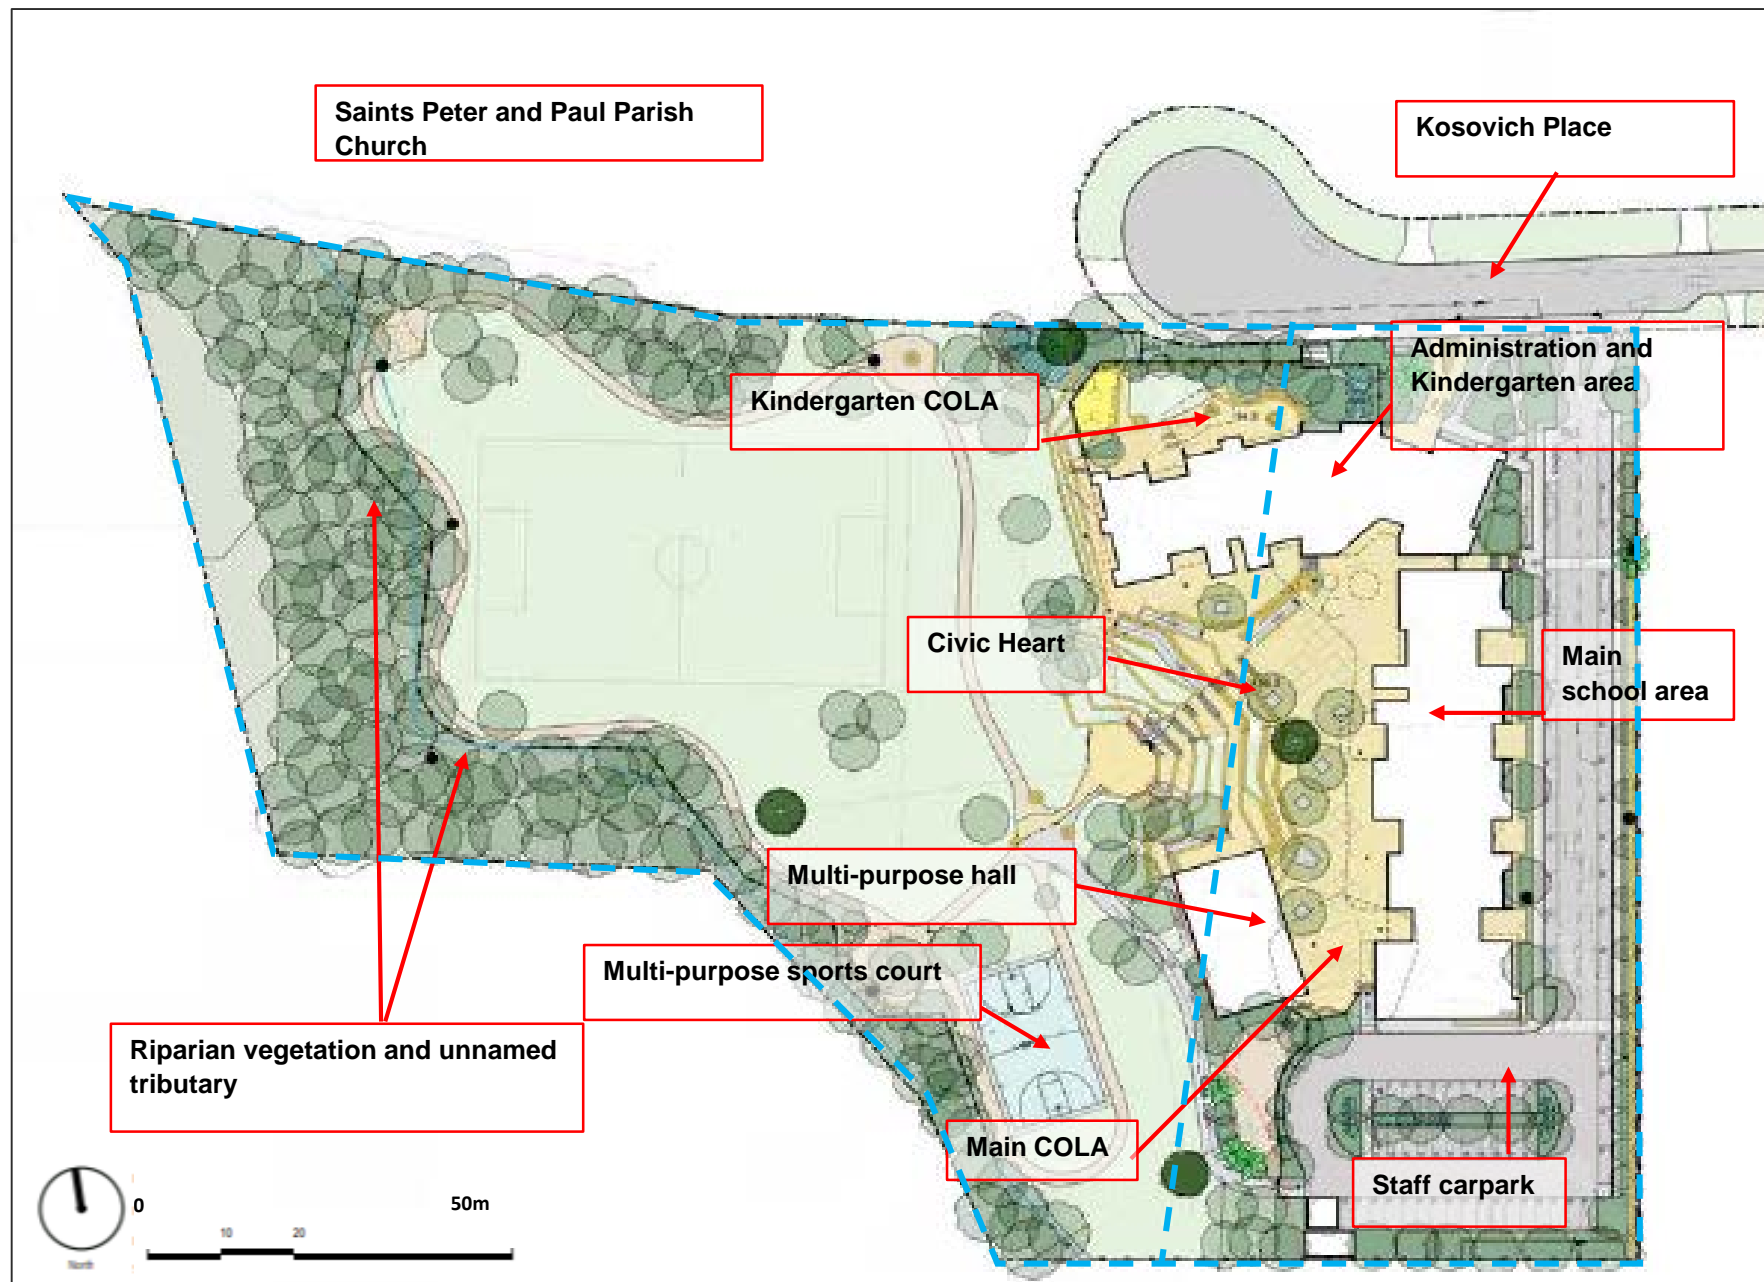 Saints Peter and Paul Parish
Church
Kosovich Place
Administration and
Kindergarten area
Kindergarten COLA
Civic Heart
Main
school area
Multi-purpose hall
Multi-purpose sports court
Riparian vegetation and unnamed
tributary
Main COLA
Staff carpark
0
50m
10
20
North